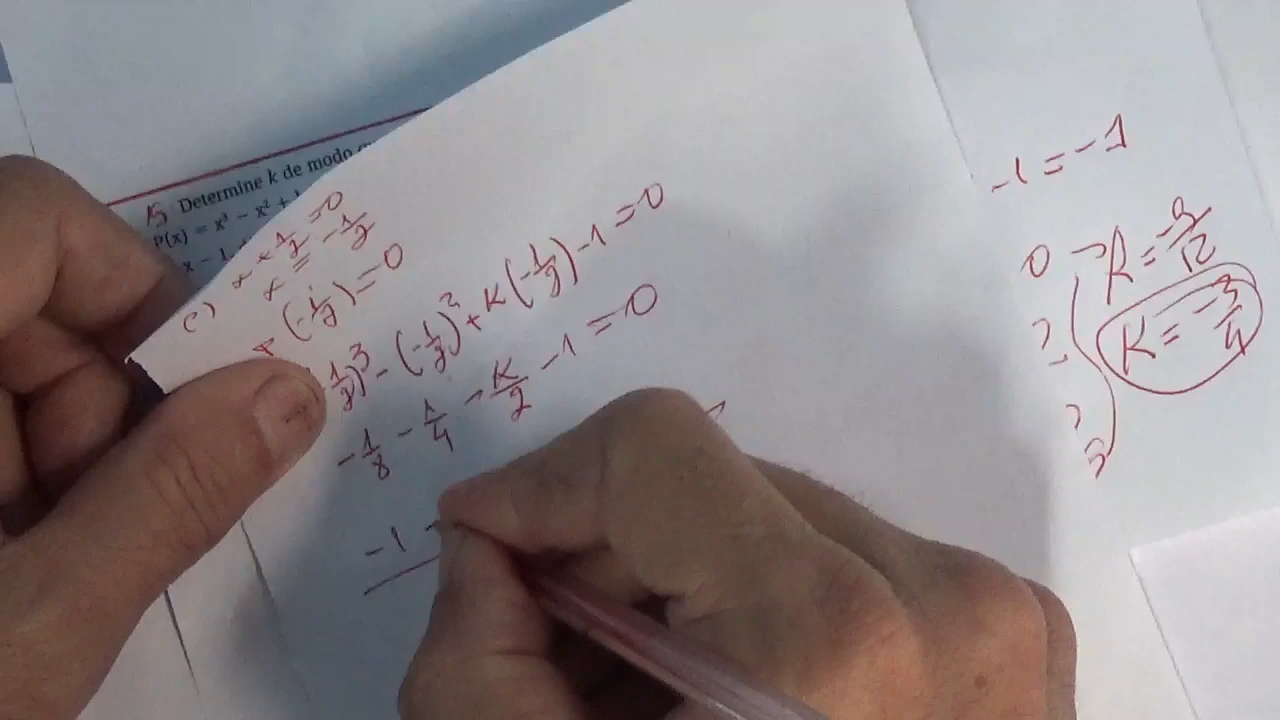 15 Determine k de modo
P(x) = x³ − x² +
x − 1
c) x + 1/2 = 0
x = -1/2
P(-1/2) = 0
1/2)³ - (-1/2)² + K(-1/2) - 1 = 0
-1/8 - 1/4 - K/2 - 1 = 0
-1 -
-1 = -1
0
K = -9/12
K = -3/4